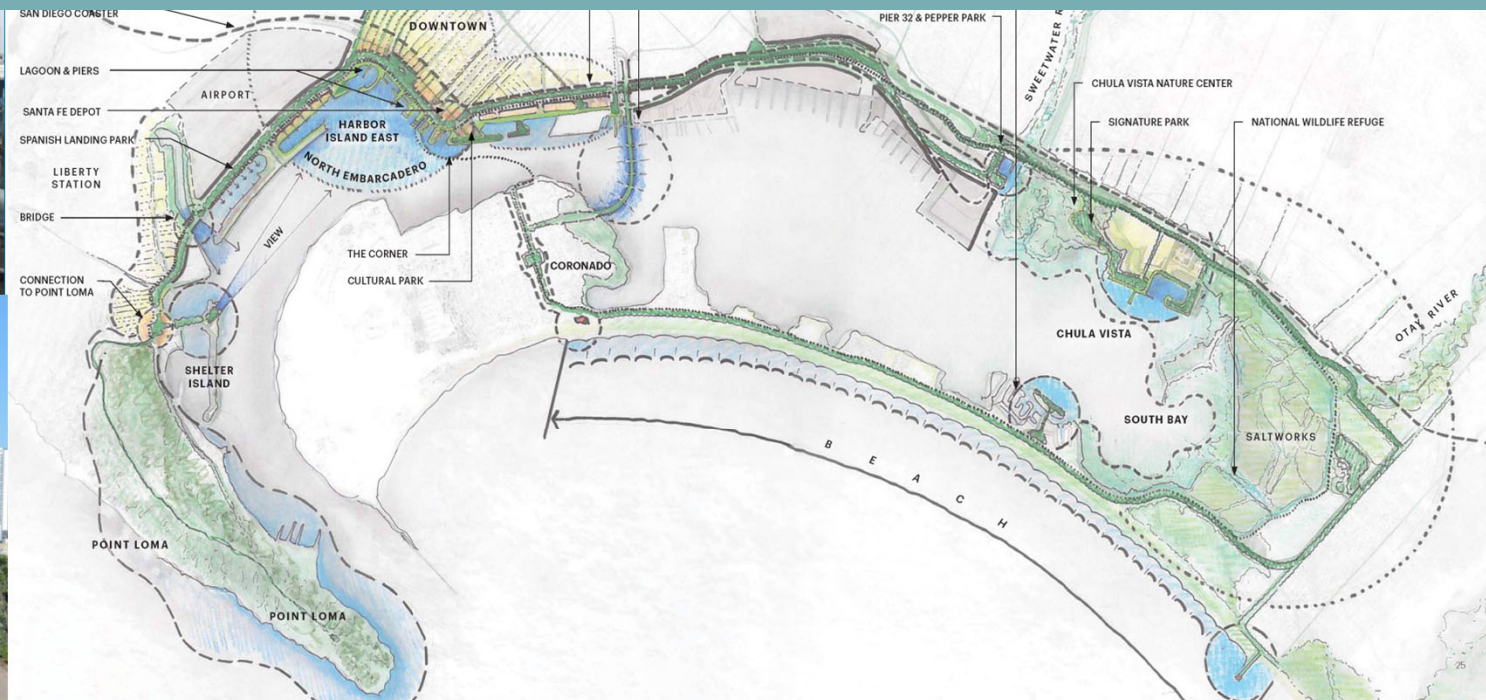 SAN DIEGO COASTER
DOWNTOWN
PIER 32 & PEPPER PARK
SWEETWATER R
LAGOON & PIERS
AIRPORT
CHULA VISTA NATURE CENTER
SANTA FE DEPOT
HARBOR
ISLAND EAST
SIGNATURE PARK
NATIONAL WILDLIFE REFUGE
SPANISH LANDING PARK
NORTH EMBARCADERO
LIBERTY
STATION
BRIDGE
VIEW
THE CORNER
CORONADO
CULTURAL PARK
CONNECTION
TO POINT LOMA
OTAY RIVER
CHULA VISTA
SHELTER
ISLAND
SOUTH BAY
SALTWORKS
BEACH
POINT LOMA
POINT LOMA
25